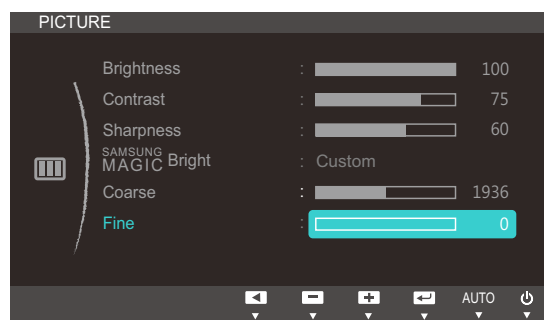 PICTURE
Brightness : 100
Contrast : 75
Sharpness : 60
SAMSUNG
MAGIC Bright : Custom
Coarse : 1936
Fine : 0
AUTO